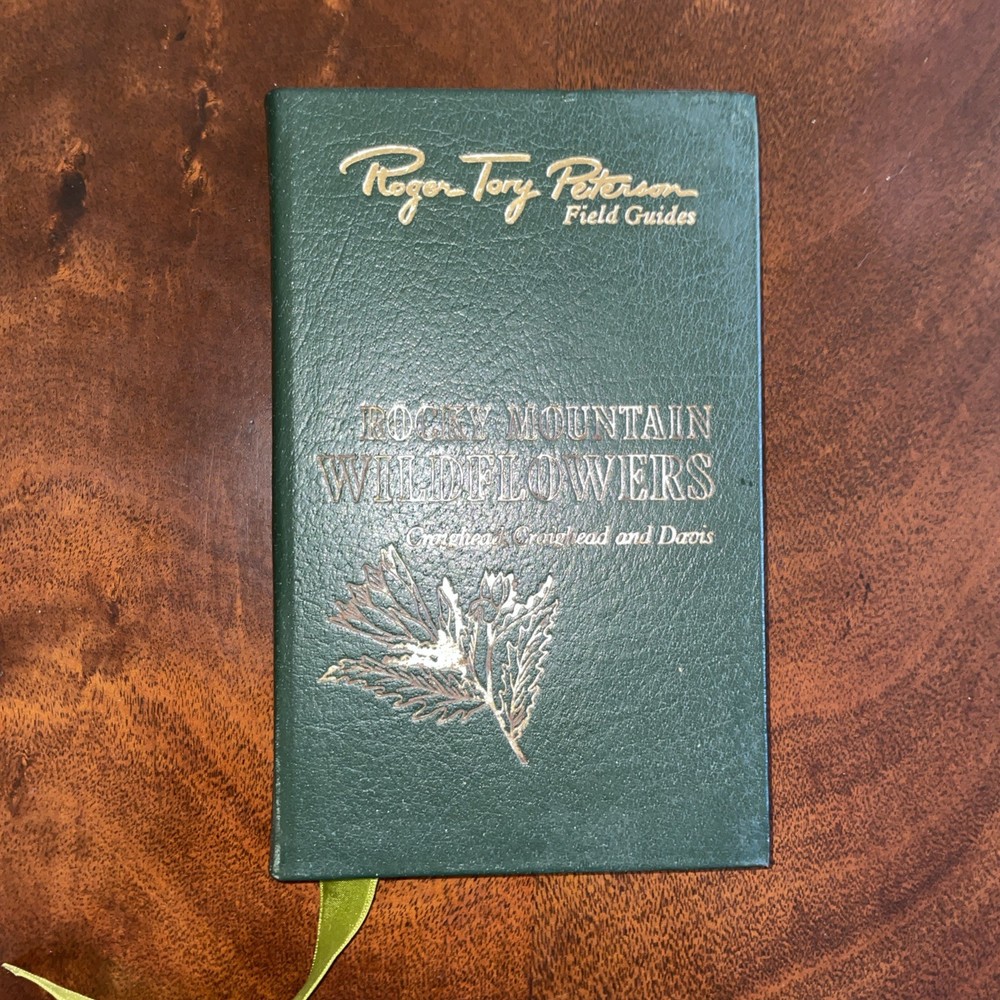 Roger Tory Peterson
Field Guides
ROCKY MOUNTAIN
WILDFLOWERS
Craighead, Craighead and Davis